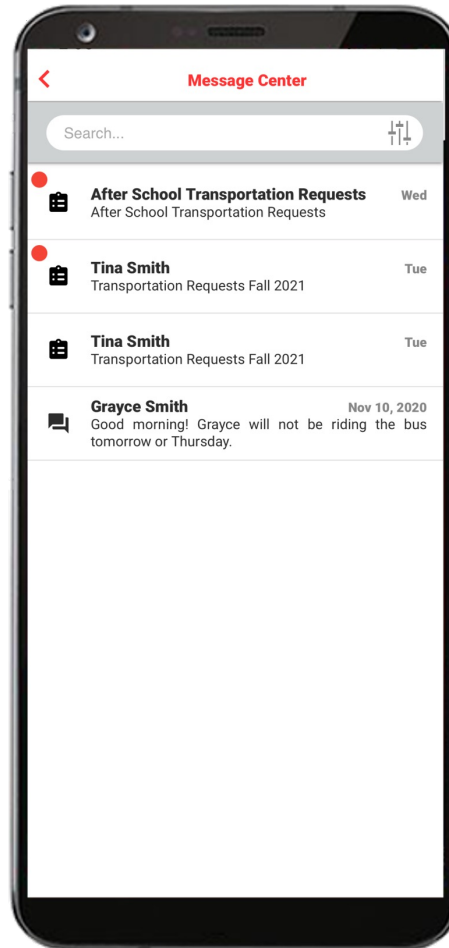 Message Center
Search...
After School Transportation Requests Wed
After School Transportation Requests
Tina Smith Tue
Transportation Requests Fall 2021
Tina Smith Tue
Transportation Requests Fall 2021
Grayce Smith Nov 10, 2020
Good morning! Grayce will not be riding the bus
tomorrow or Thursday.